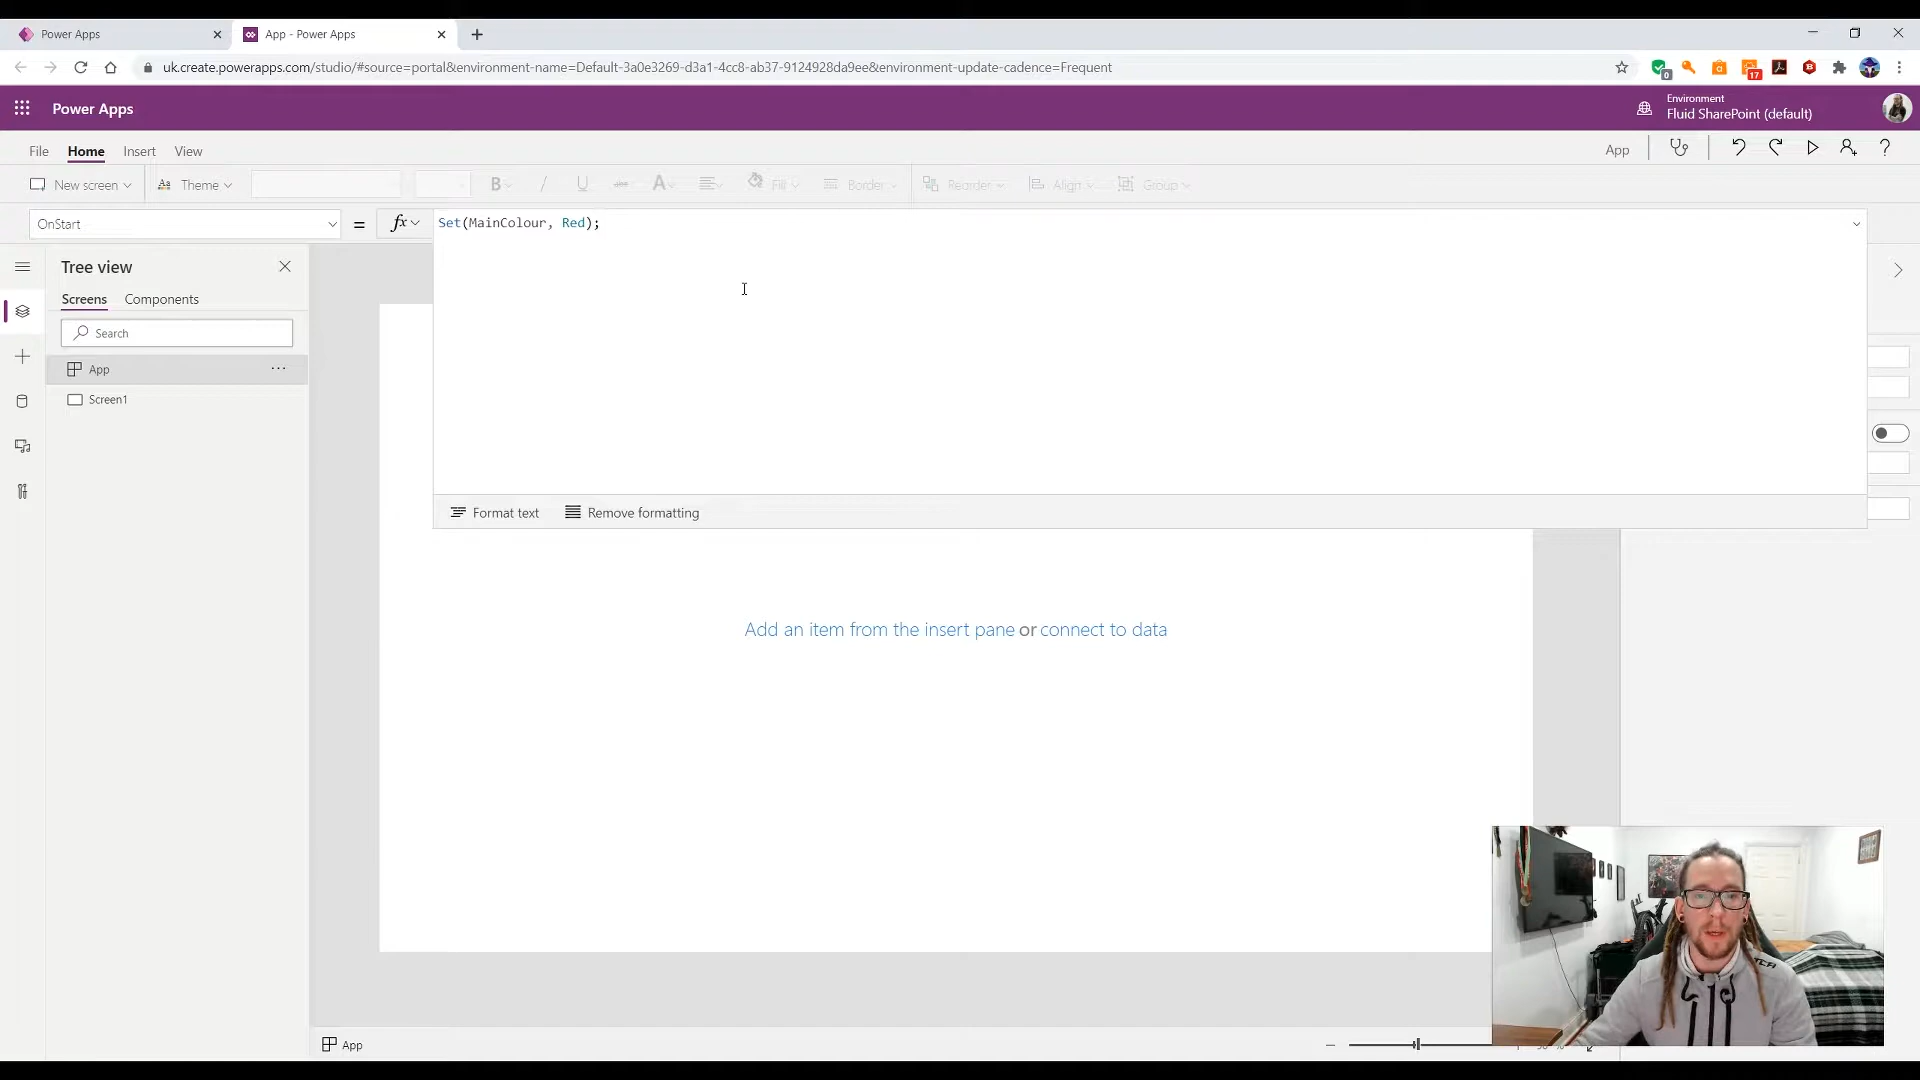 Power Apps
App - Power Apps
uk.create.powerapps.com/studio/#source=portal&environment-name=Default-3a0e3269-d3a1-4cc8-ab37-9124928da9ee&environment-update-cadence=Frequent
0
17
Power Apps
Environment
Fluid SharePoint (default)
File
Home
Insert
View
App
New screen
Theme
Fill
Border
Reorder
Align
Group
OnStart
= fx
Set(MainColour, Red);
Tree view
Screens
Components
Search
App
Screen1
Format text
Remove formatting
Add an item from the insert pane or connect to data
App